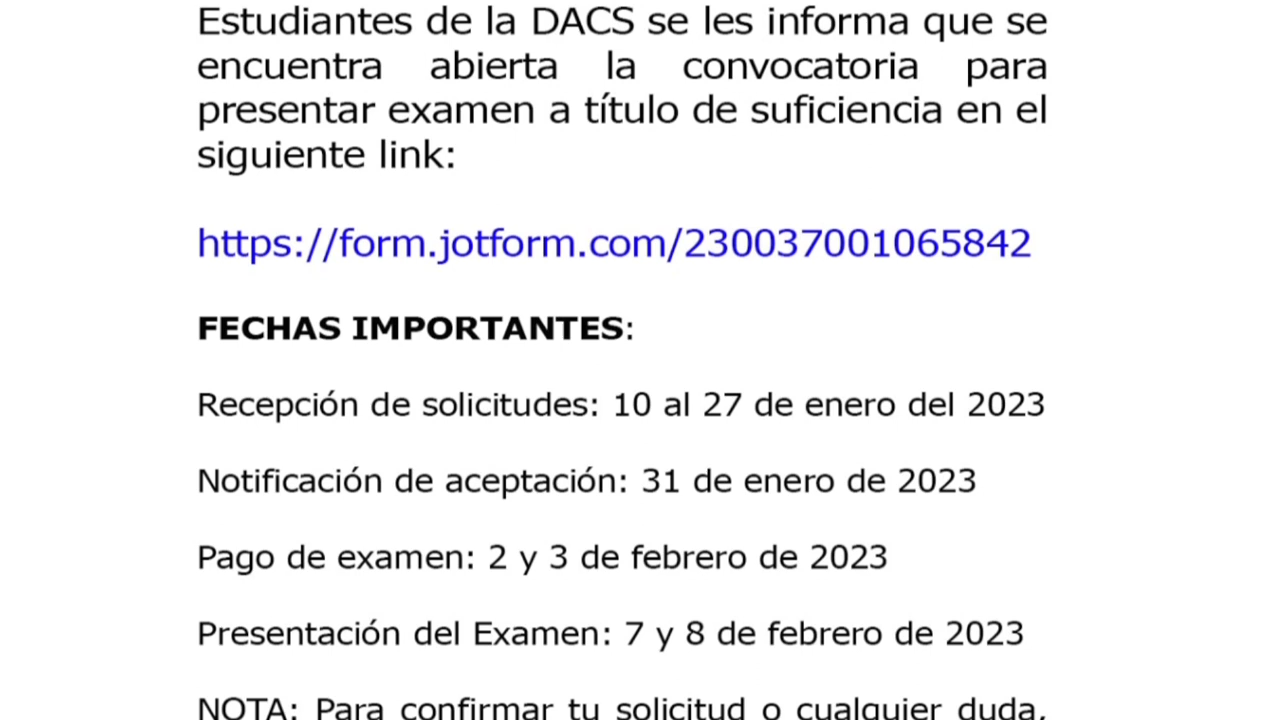 Estudiantes de la DACS se les informa que se
encuentra abierta la convocatoria para
presentar examen a título de suficiencia en el
siguiente link:
https://form.jotform.com/230037001065842
FECHAS IMPORTANTES:
Recepción de solicitudes: 10 al 27 de enero del 2023
Notificación de aceptación: 31 de enero de 2023
Pago de examen: 2 y 3 de febrero de 2023
Presentación del Examen: 7 y 8 de febrero de 2023
NOTA: Para confirmar tu solicitud o cualquier duda,